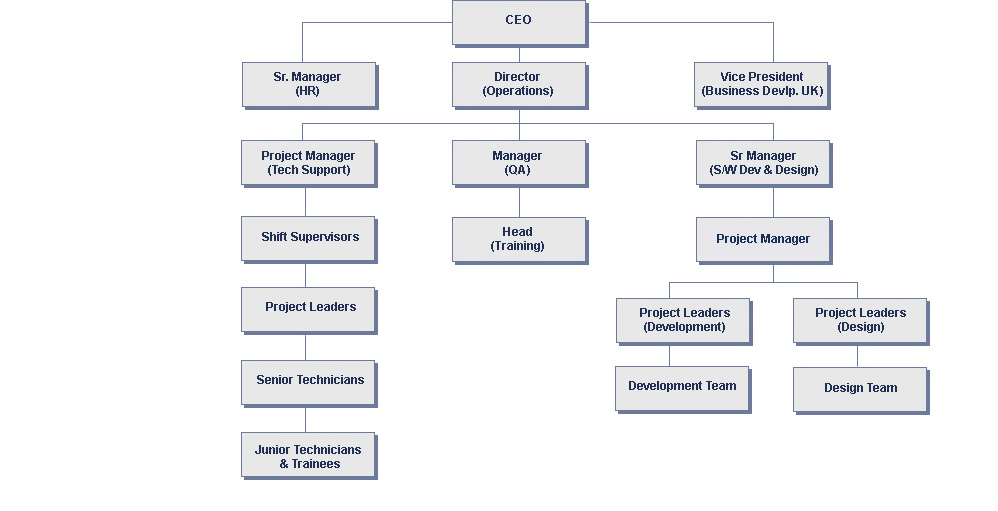 CEO
Sr. Manager
(HR)
Director
(Operations)
Vice President
(Business Devlp. UK)
Project Manager
(Tech Support)
Manager
(QA)
Sr Manager
(S/W Dev & Design)
Shift Supervisors
Head
(Training)
Project Manager
Project Leaders
Project Leaders
(Development)
Project Leaders
(Design)
Senior Technicians
Development Team
Design Team
Junior Technicians
& Trainees